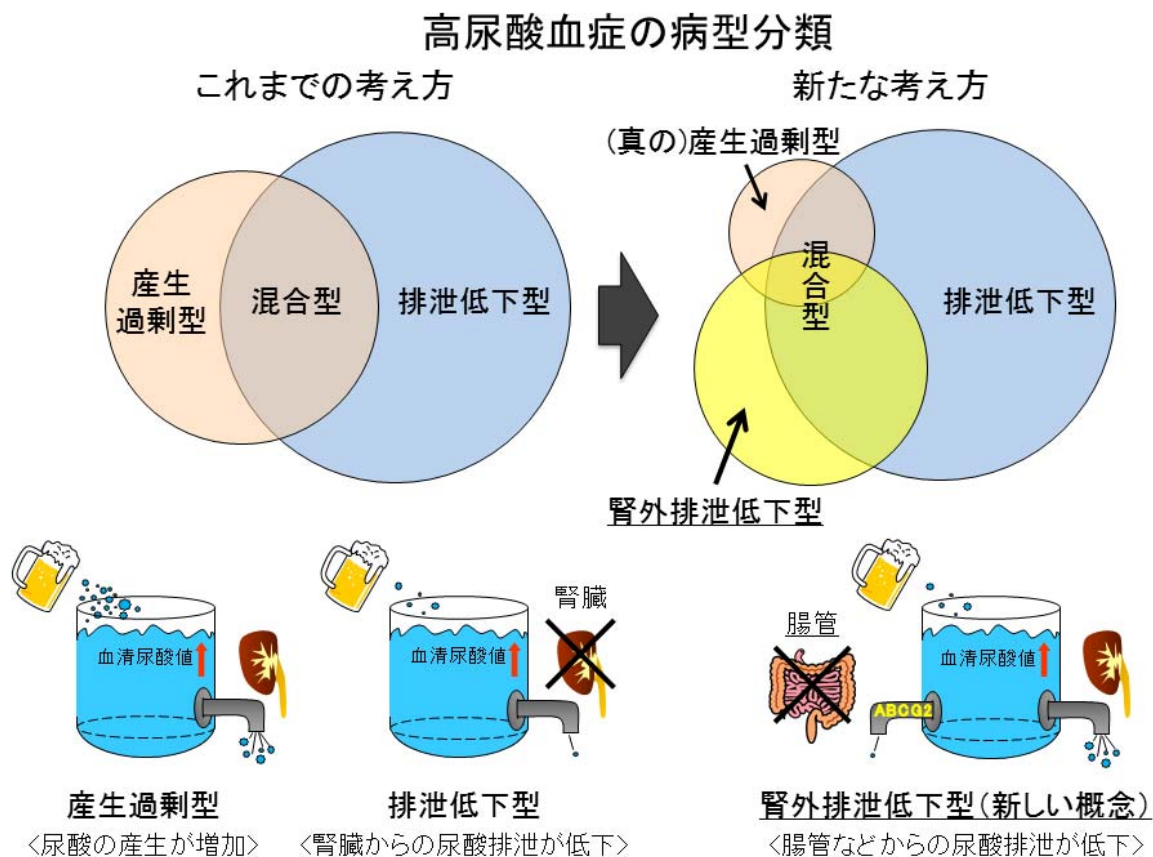 高尿酸血症の病型分類
これまでの考え方
産生
過剰型
混合型
排泄低下型
新たな考え方
(真の)産生過剰型
混合型
排泄低下型
腎外排泄低下型
血清尿酸値
産生過剰型
<尿酸の産生が増加>
腎臓
血清尿酸値
排泄低下型
<腎臓からの尿酸排泄が低下>
腸管
ABCG2
血清尿酸値
腎外排泄低下型(新しい概念)
<腸管などからの尿酸排泄が低下>